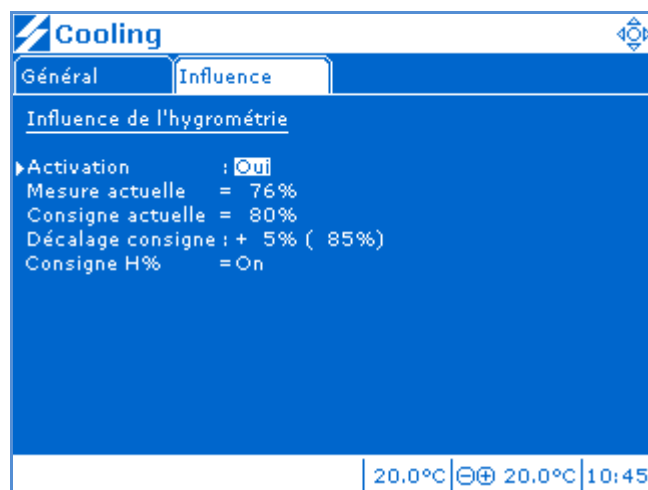 Cooling
Général Influence
Influence de l'hygrométrie
Activation : Oui
Mesure actuelle = 76%
Consigne actuelle = 80%
Décalage consigne : + 5% ( 85%)
Consigne H% = On
20.0°C 20.0°C 10:45